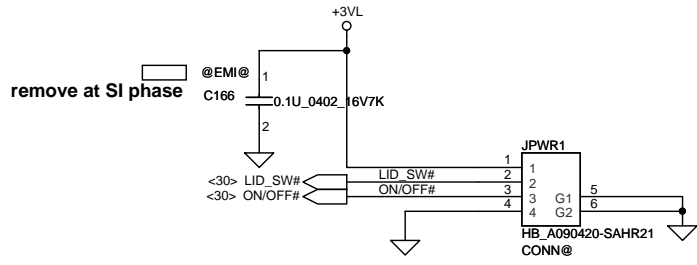 +3VL
@EMI@
remove at SI phase
C166
1
0.1U_0402_16V7K
2
JPWR1
1 1
<30> LID_SW# LID_SW# 2 2
<30> ON/OFF# ON/OFF# 3 3 G1 5
4 4 G2 6
HB_A090420-SAHR21
CONN@